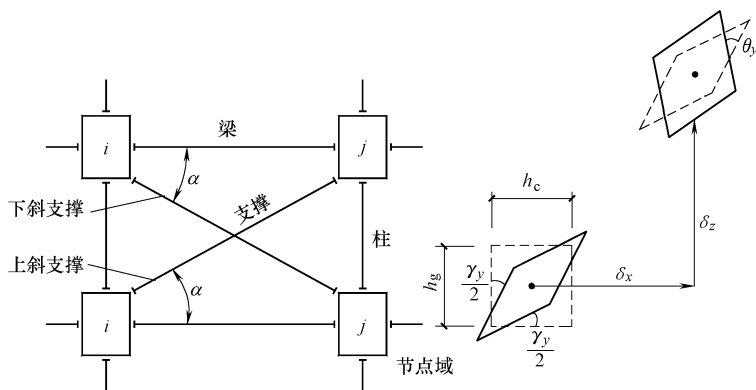 梁
i
j
α
下斜支撑
支撑
柱
上斜支撑
α
i
j
节点域
h_c
h_g
γ_y/2
γ_y/2
δ_x
δ_z
θ_y